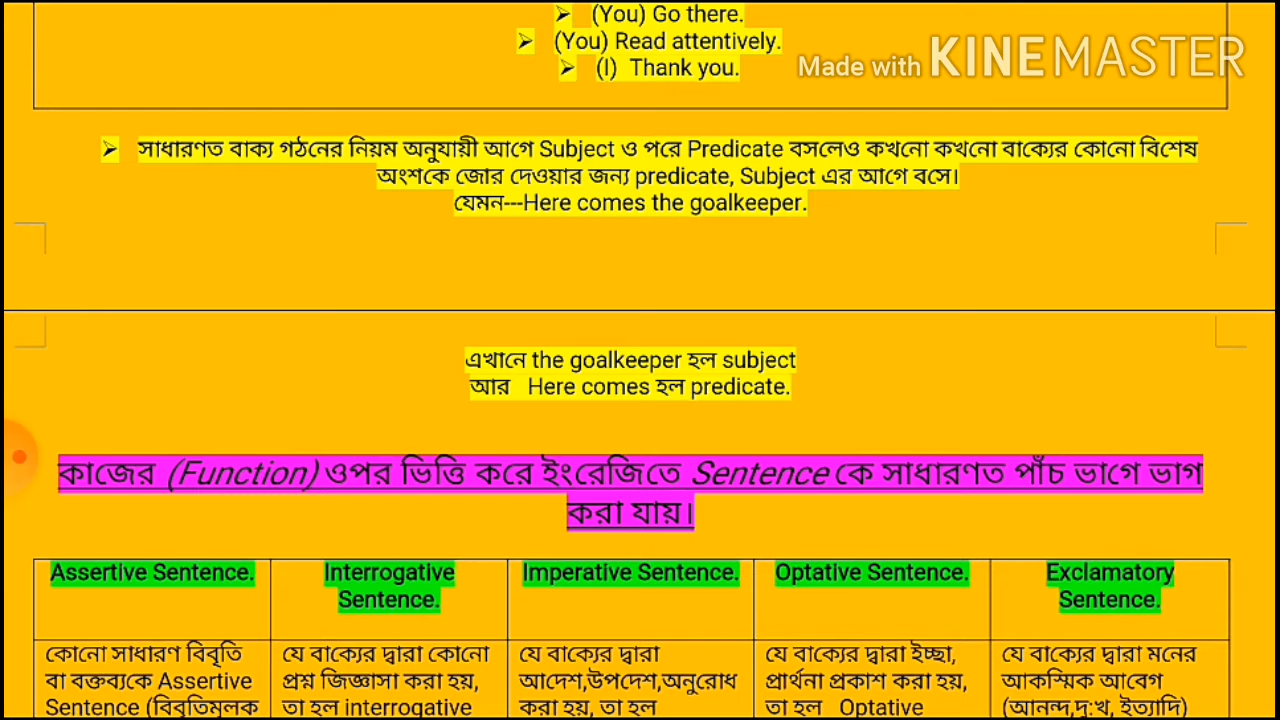 ➢ (You) Go there.
➢ (You) Read attentively.
➢ (I) Thank you.
Made with KINEMASTER
➢ সাধারণত বাক্য গঠনের নিয়ম অনুযায়ী আগে Subject ও পরে Predicate বসলেও কখনো কখনো বাক্যের কোনো বিশেষ
অংশকে জোর দেওয়ার জন্য predicate, Subject এর আগে বসে।
যেমন---Here comes the goalkeeper.
এখানে the goalkeeper হল subject
আর Here comes হল predicate.
কাজের (Function) ওপর ভিত্তি করে ইংরেজিতে Sentence কে সাধারণত পাঁচ ভাগে ভাগ
করা যায়।
Assertive Sentence.
কোনো সাধারণ বিবৃতি
বা বক্তব্যকে Assertive
Sentence (বিবৃতিমূলক
Interrogative
Sentence.
যে বাক্যের দ্বারা কোনো
প্রশ্ন জিজ্ঞাসা করা হয়,
তা হল interrogative
Imperative Sentence.
যে বাক্যের দ্বারা
আদেশ,উপদেশ,অনুরোধ
করা হয়, তা হল
Optative Sentence.
যে বাক্যের দ্বারা ইচ্ছা,
প্রার্থনা প্রকাশ করা হয়,
তা হল Optative
Exclamatory
Sentence.
যে বাক্যের দ্বারা মনের
আকস্মিক আবেগ
(আনন্দ,দু:খ, ইত্যাদি)